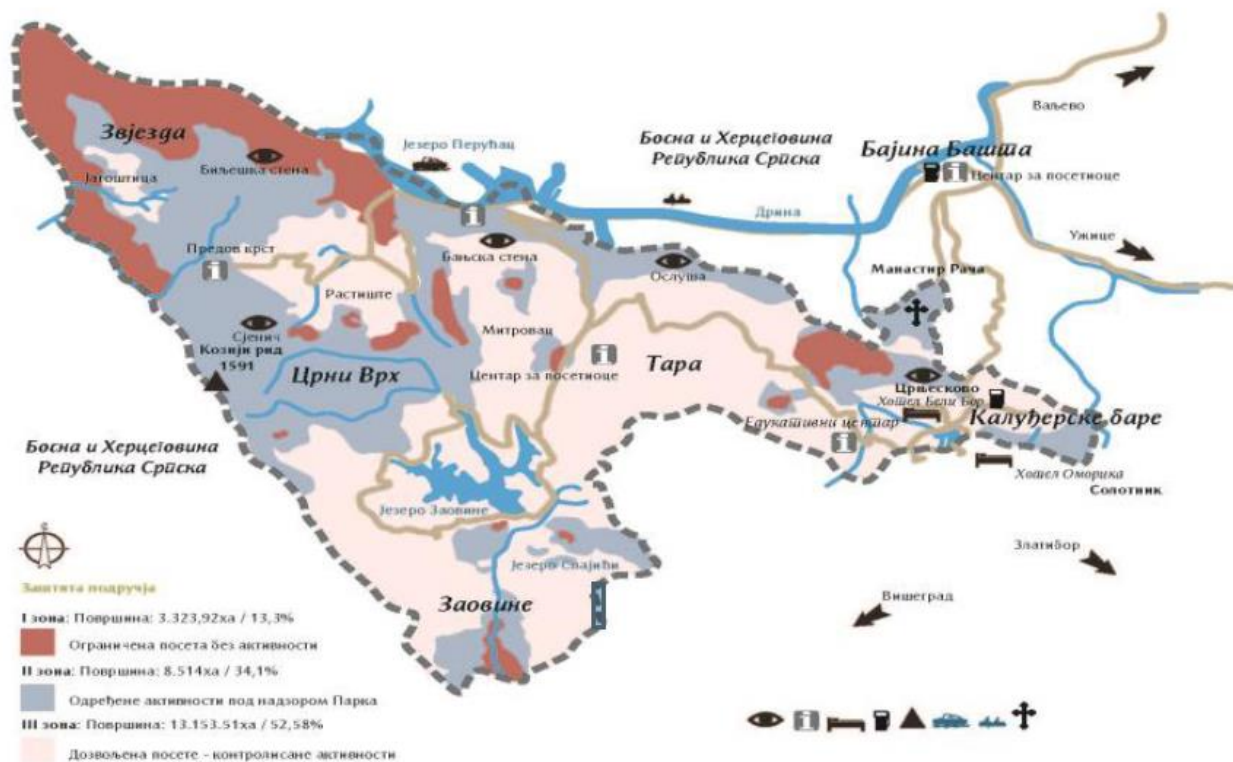 Звјезда
Јагоштица
Биљешка стена
Језеро Перућац
Босна и Херцеговина
Република Српска
Ваљево
Бајина Башта
Центар за посетиоце
Дрина
Ужице
Предов крст
Бањска стена
Ослуша
Манастир Рача
Растиште
Сјенич
Козији рид
1591
Митровац
Црни Врх
Центар за посетиоце
Тара
Црњесково
Хотел Бели Бор
Калуђерске баре
Едукативни центар
Хотел Оморика
Солотник
Босна и Херцеговина
Република Српска
Језеро Заовине
Језеро Спајићи
Златибор
Вишеград
Заовине
С
Заштита подручја
I зона: Површина: 3.323,92ха / 13,3%
Ограничена посета без активности
II зона: Површина: 8.514ха / 34,1%
Одређене активности под надзором Парка
III зона: Површина: 13.153.51ха / 52,58%
Дозвољена посете - контролисане активности